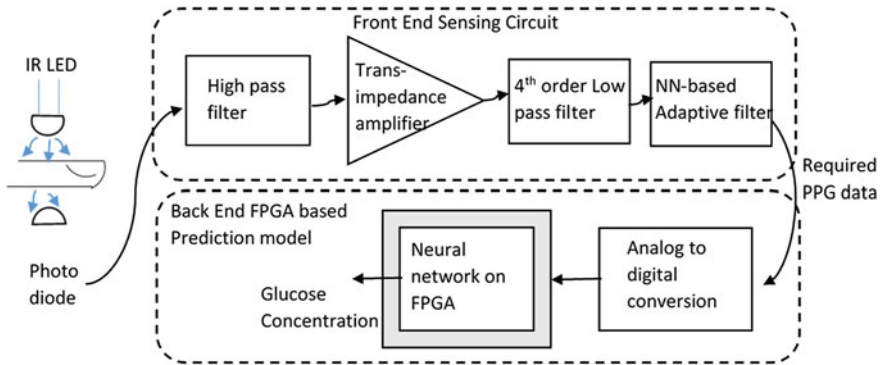 Front End Sensing Circuit
IR LED
High pass
filter
Trans-
impedance
amplifier
4th order Low
pass filter
NN-based
Adaptive filter
Required
PPG data
Back End FPGA based
Prediction model
Neural
network on
FPGA
Analog to
digital
conversion
Photo
diode
Glucose
Concentration